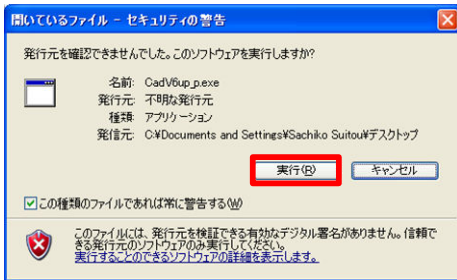 開いているファイル - セキュリティの警告
発行元を確認できませんでした。このソフトウェアを実行しますか?
名前: CadV6up_p.exe
発行元: 不明な発行元
種類: アプリケーション
発信元: C:¥Documents and Settings¥Sachiko Suitou¥デスクトップ
実行(R)
キャンセル
この種類のファイルであれば常に警告する(W)
このファイルには、発行元を検証できる有効なデジタル署名がありません。信頼で
きる発行元のソフトウェアのみ実行してください。
実行することのできるソフトウェアの詳細を表示します。